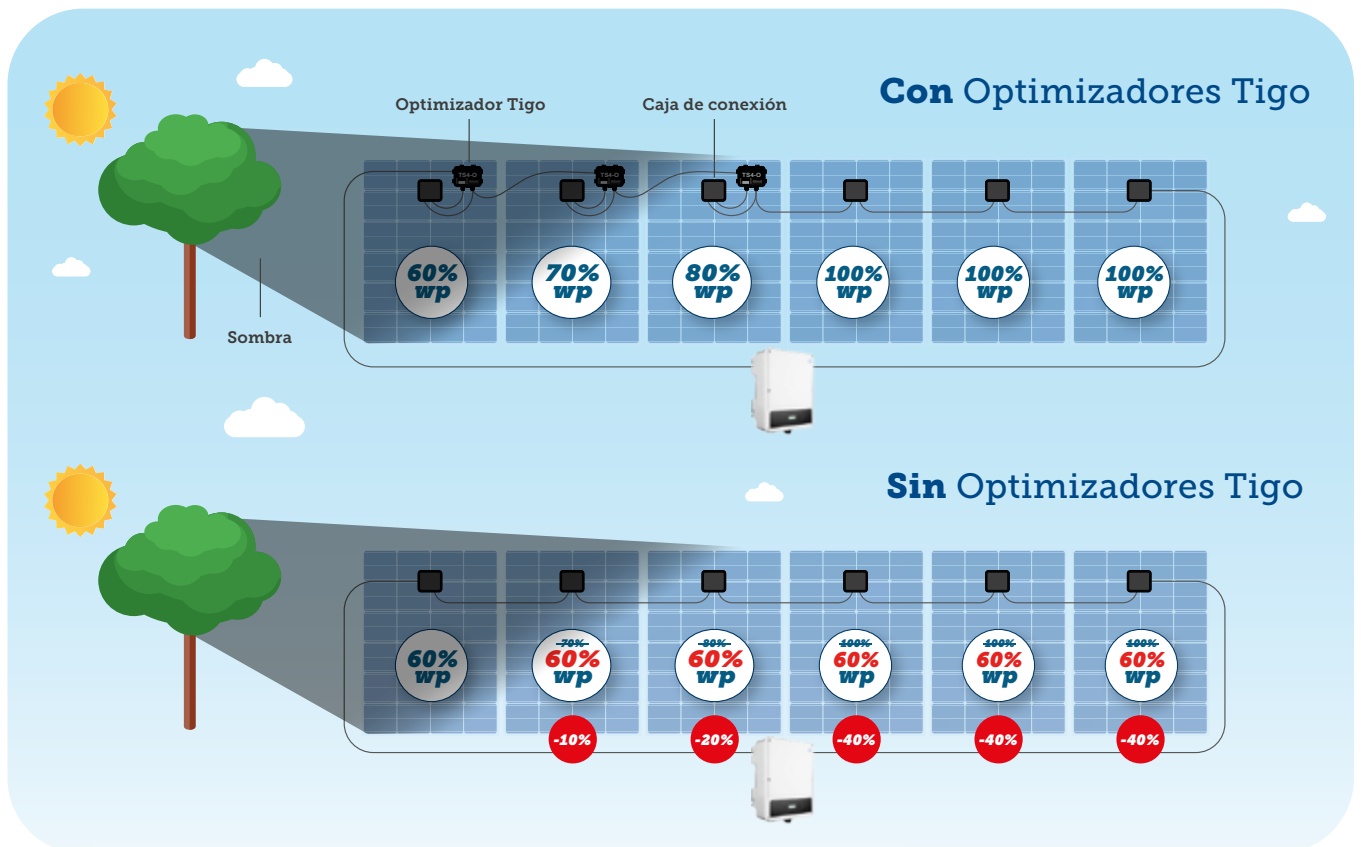 Con Optimizadores Tigo
Optimizador Tigo
Caja de conexión
TS4-O
TS4-O
TS4-O
60%
wp
70%
wp
80%
wp
100%
wp
100%
wp
100%
wp
Sombra
Sin Optimizadores Tigo
60%
wp
70%
60%
wp
80%
60%
wp
100%
60%
wp
100%
60%
wp
100%
60%
wp
-10%
-20%
-40%
-40%
-40%